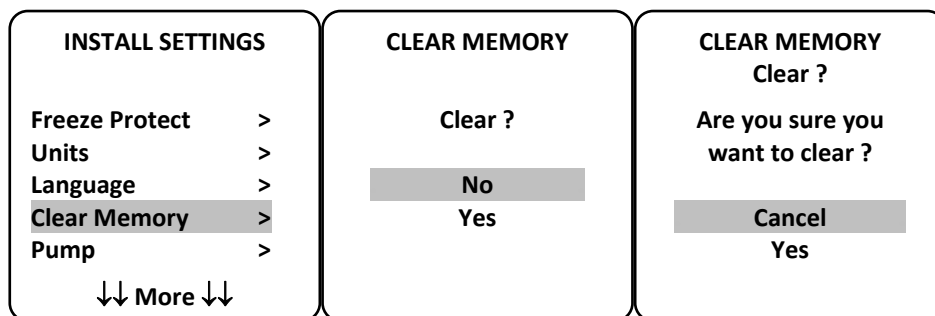 INSTALL SETTINGS
Freeze Protect >
Units >
Language >
Clear Memory >
Pump >
↓↓ More ↓↓
CLEAR MEMORY
Clear ?
No
Yes
CLEAR MEMORY
Clear ?
Are you sure you
want to clear ?
Cancel
Yes